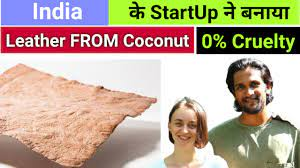 India के StartUp ने बनाया
Leather FROM Coconut 0% Cruelty